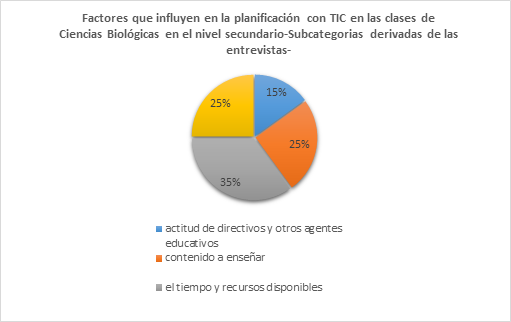 Factores que influyen en la planificación con TIC en las clases de
Ciencias Biológicas en el nivel secundario-Subcategorias derivadas de las
entrevistas-
15%
25%
25%
35%
actitud de directivos y otros agentes
educativos
contenido a enseñar
el tiempo y recursos disponibles